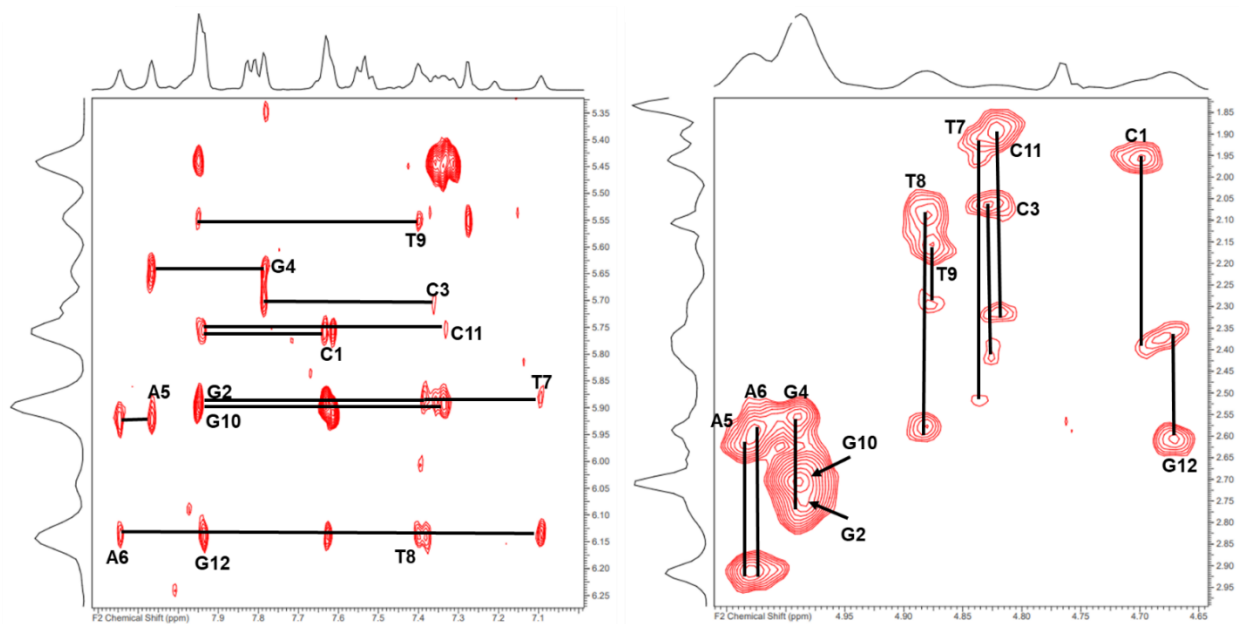 5.35
5.40
5.45
5.50
5.55
T9
5.60
G4
5.65
C3
5.70
5.75
C11
C1
5.80
5.85
A5
G2
T7
5.90
G10
5.95
6.00
6.05
6.10
A6
G12
T8
6.15
6.20
6.25
F2 Chemical Shift (ppm) 7.9 7.8 7.7 7.6 7.5 7.4 7.3 7.2 7.1
1.85
T7
1.90
C1
C11
1.95
2.00
T8
2.05
C3
2.10
2.15
2.20
T9
2.25
2.30
2.35
2.40
2.45
A6
G4
2.50
A5
2.55
G10
2.60
G12
2.65
2.70
G2
2.75
2.80
2.85
2.90
2.95
F2 Chemical Shift (ppm) 4.95 4.90 4.85 4.80 4.75 4.70 4.65